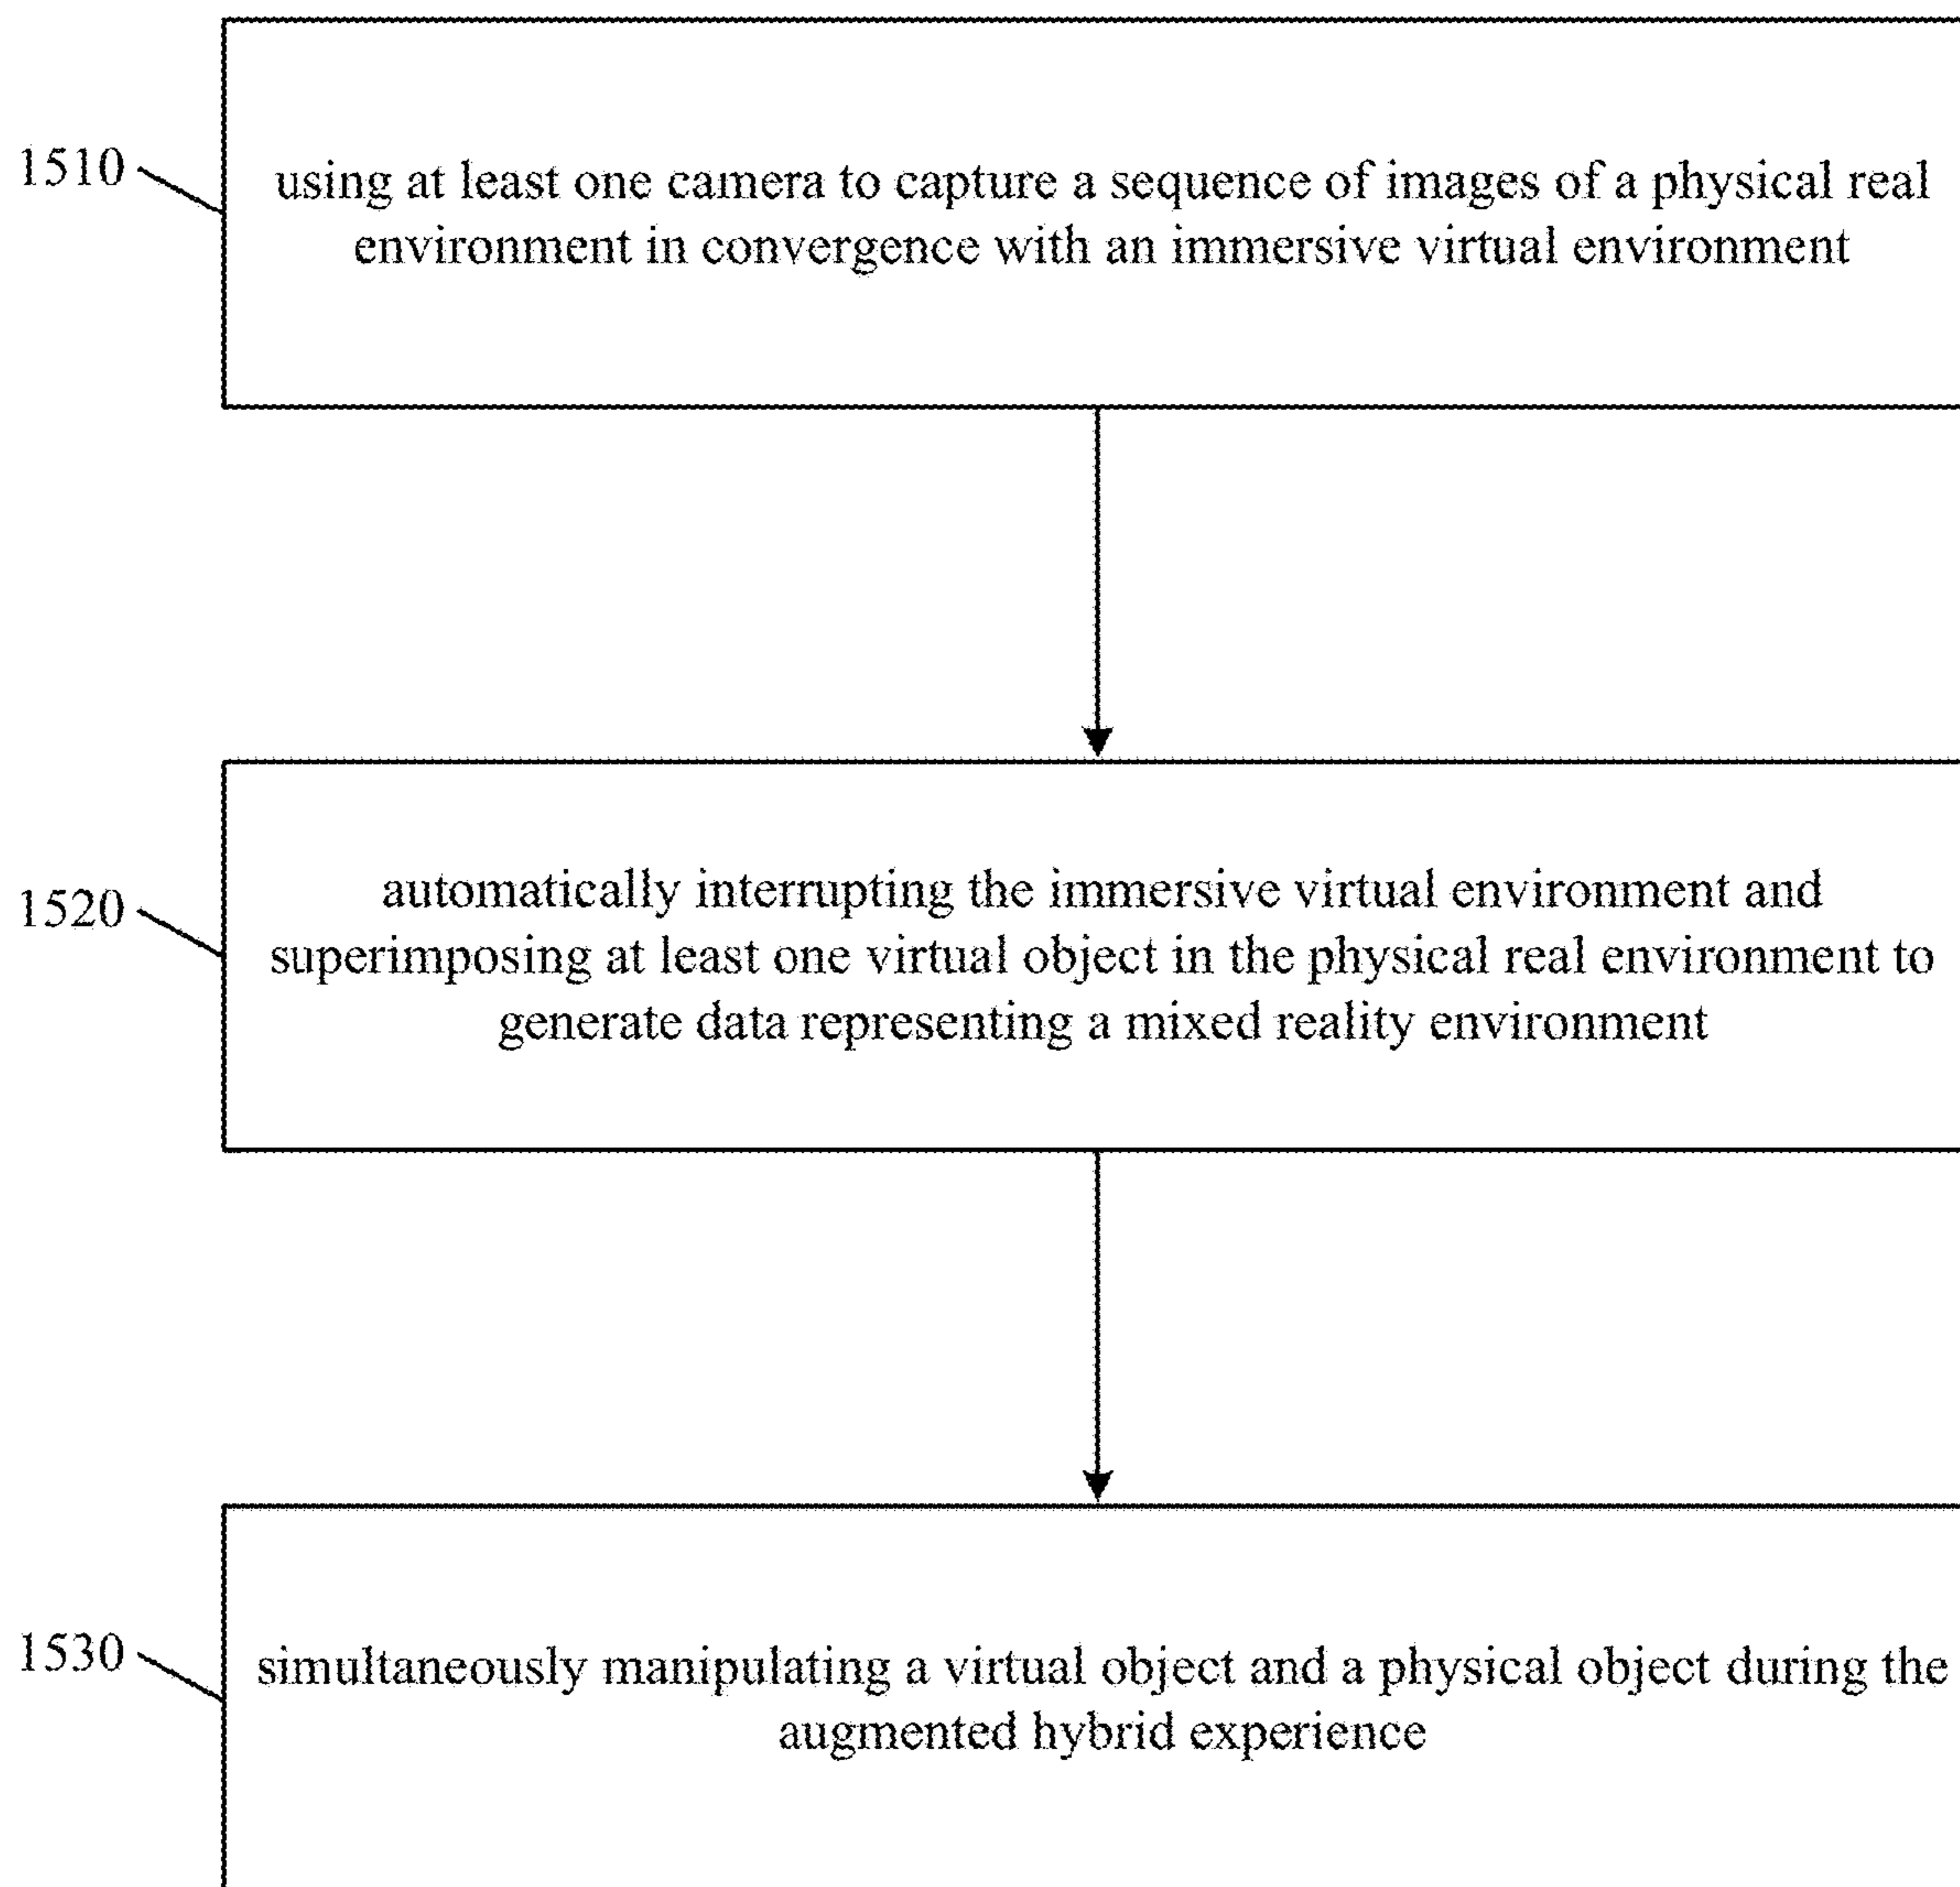 1510
using at least one camera to capture a sequence of images of a physical real
environment in convergence with an immersive virtual environment
1520
automatically interrupting the immersive virtual environment and
superimposing at least one virtual object in the physical real environment to
generate data representing a mixed reality environment
1530
simultaneously manipulating a virtual object and a physical object during the
augmented hybrid experience